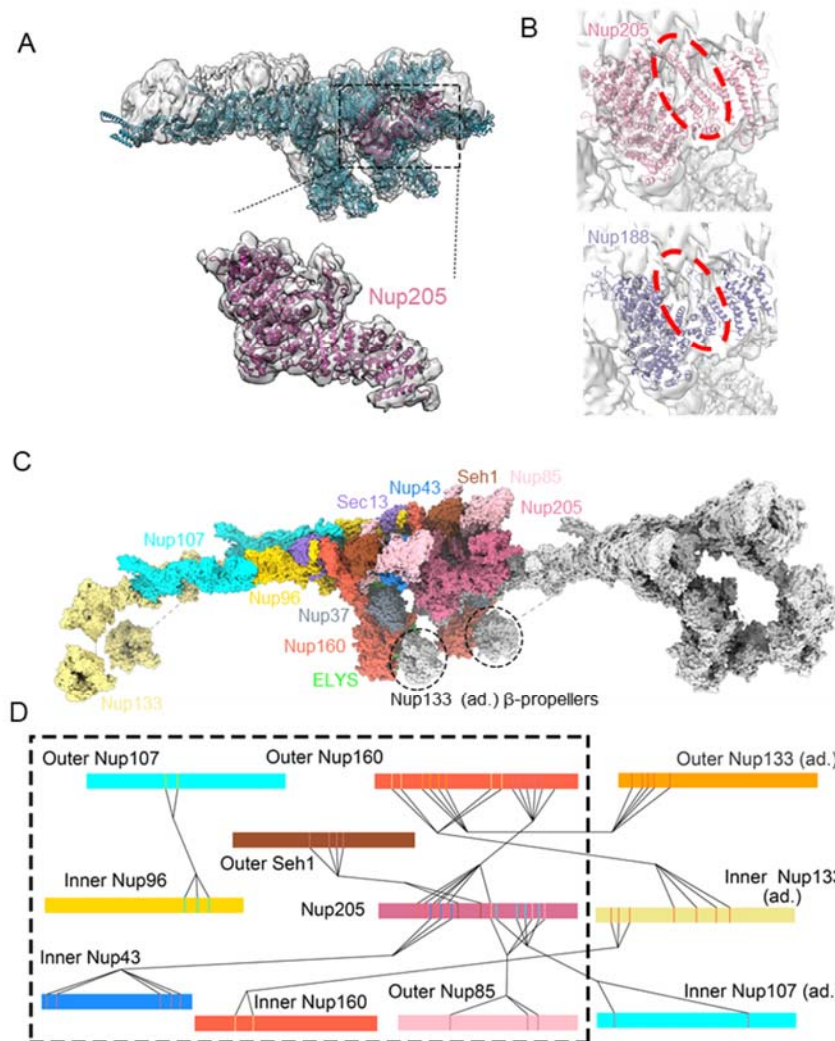 A
B
Nup205
Nup205
Nup188
C
Nup107
Sec13
Nup43
Seh1
Nup85
Nup205
Nup96
Nup37
Nup160
ELYS
Nup133
Nup133 (ad.) β-propellers
D
Outer Nup107
Outer Nup160
Outer Nup133 (ad.)
Outer Seh1
Inner Nup96
Nup205
Inner Nup133
(ad.)
Inner Nup43
Inner Nup160
Outer Nup85
Inner Nup107 (ad.)